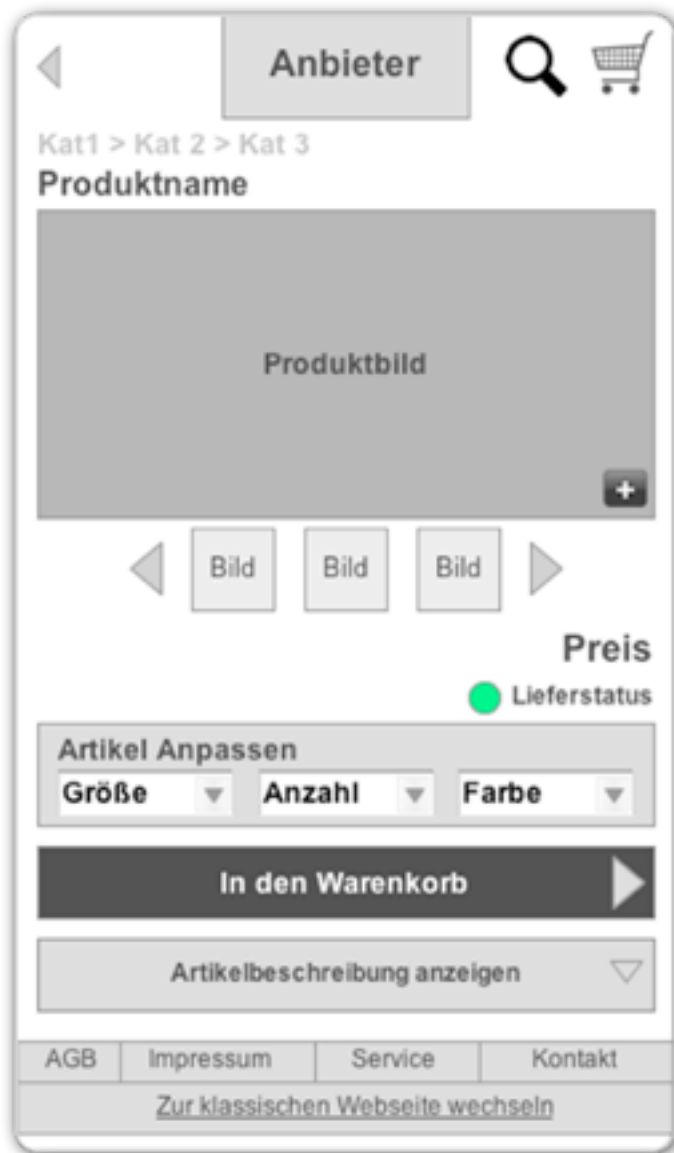 Anbieter
Kat1 > Kat 2 > Kat 3
Produktname
Produktbild
Bild Bild Bild
Preis
Lieferstatus
Artikel Anpassen
Größe Anzahl Farbe
In den Warenkorb
Artikelbeschreibung anzeigen
AGB Impressum Service Kontakt
Zur klassischen Webseite wechseln